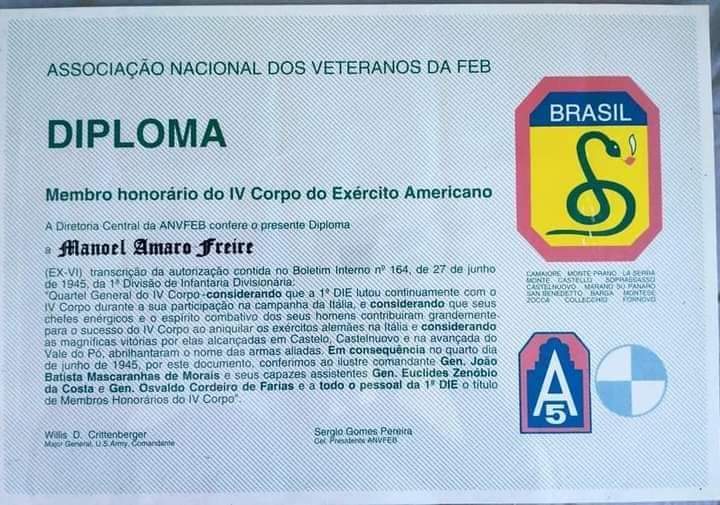 ASSOCIAÇÃO NACIONAL DOS VETERANOS DA FEB
DIPLOMA
Membro honorário do IV Corpo do Exército Americano
A Diretoria Central da ANVFEB confere o presente Diploma
a Manoel Amaro Freire
(EX-VI) transcrição da autorização contida no Boletim Interno nº 164, de 27 de junho
de 1945, da 1ª Divisão de Infantaria Divisionária:
"Quartel General do IV Corpo-considerando que a 1ª DIE lutou continuamente com o
IV Corpo durante a sua participação na campanha da Itália, e considerando que seus
chefes enérgicos e o espírito combativo dos seus homens contribuiram grandemente
para o sucesso do IV Corpo ao aniquilar os exércitos alemães na Itália e considerando
as magníficas vitórias por elas alcançadas em Castelo, Castelnuovo e na avançada do
Vale do Pó, abrilhantaram o nome das armas aliadas. Em consequência no quarto dia
de junho de 1945, por este documento, conferimos ao ilustre comandante Gen. João
Batista Mascaranhas de Morais e seus capazes assistentes Gen. Euclides Zenóbio
da Costa e Gen. Osvaldo Cordeiro de Farias e a todo o pessoal da 1ª DIE o título
de Membros Honorários do IV Corpo".
Willis D. Crittenberger
Major General, U.S.Army, Comandante
Sergio Gomes Pereira
Cel. Presidente ANVFEB
BRASIL
CAMAIORE MONTE PRANO LA SERRA
MONTE CASTELLO SOPRASSASSO
CASTELNUOVO MARANO SU PANARO
SAN BENEDETTO BARGA MONTESE
ZOCCA COLLECCHIO FORNOVO
A
5